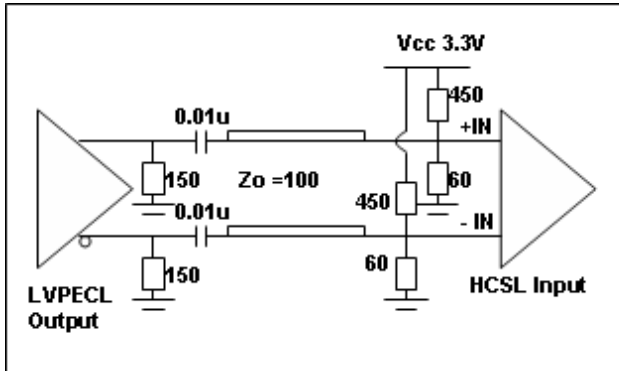 Vcc 3.3V
450
0.01u
+IN
150
Zo =100
60
0.01u
450
- IN
150
60
LVPECL
Output
HCSL Input